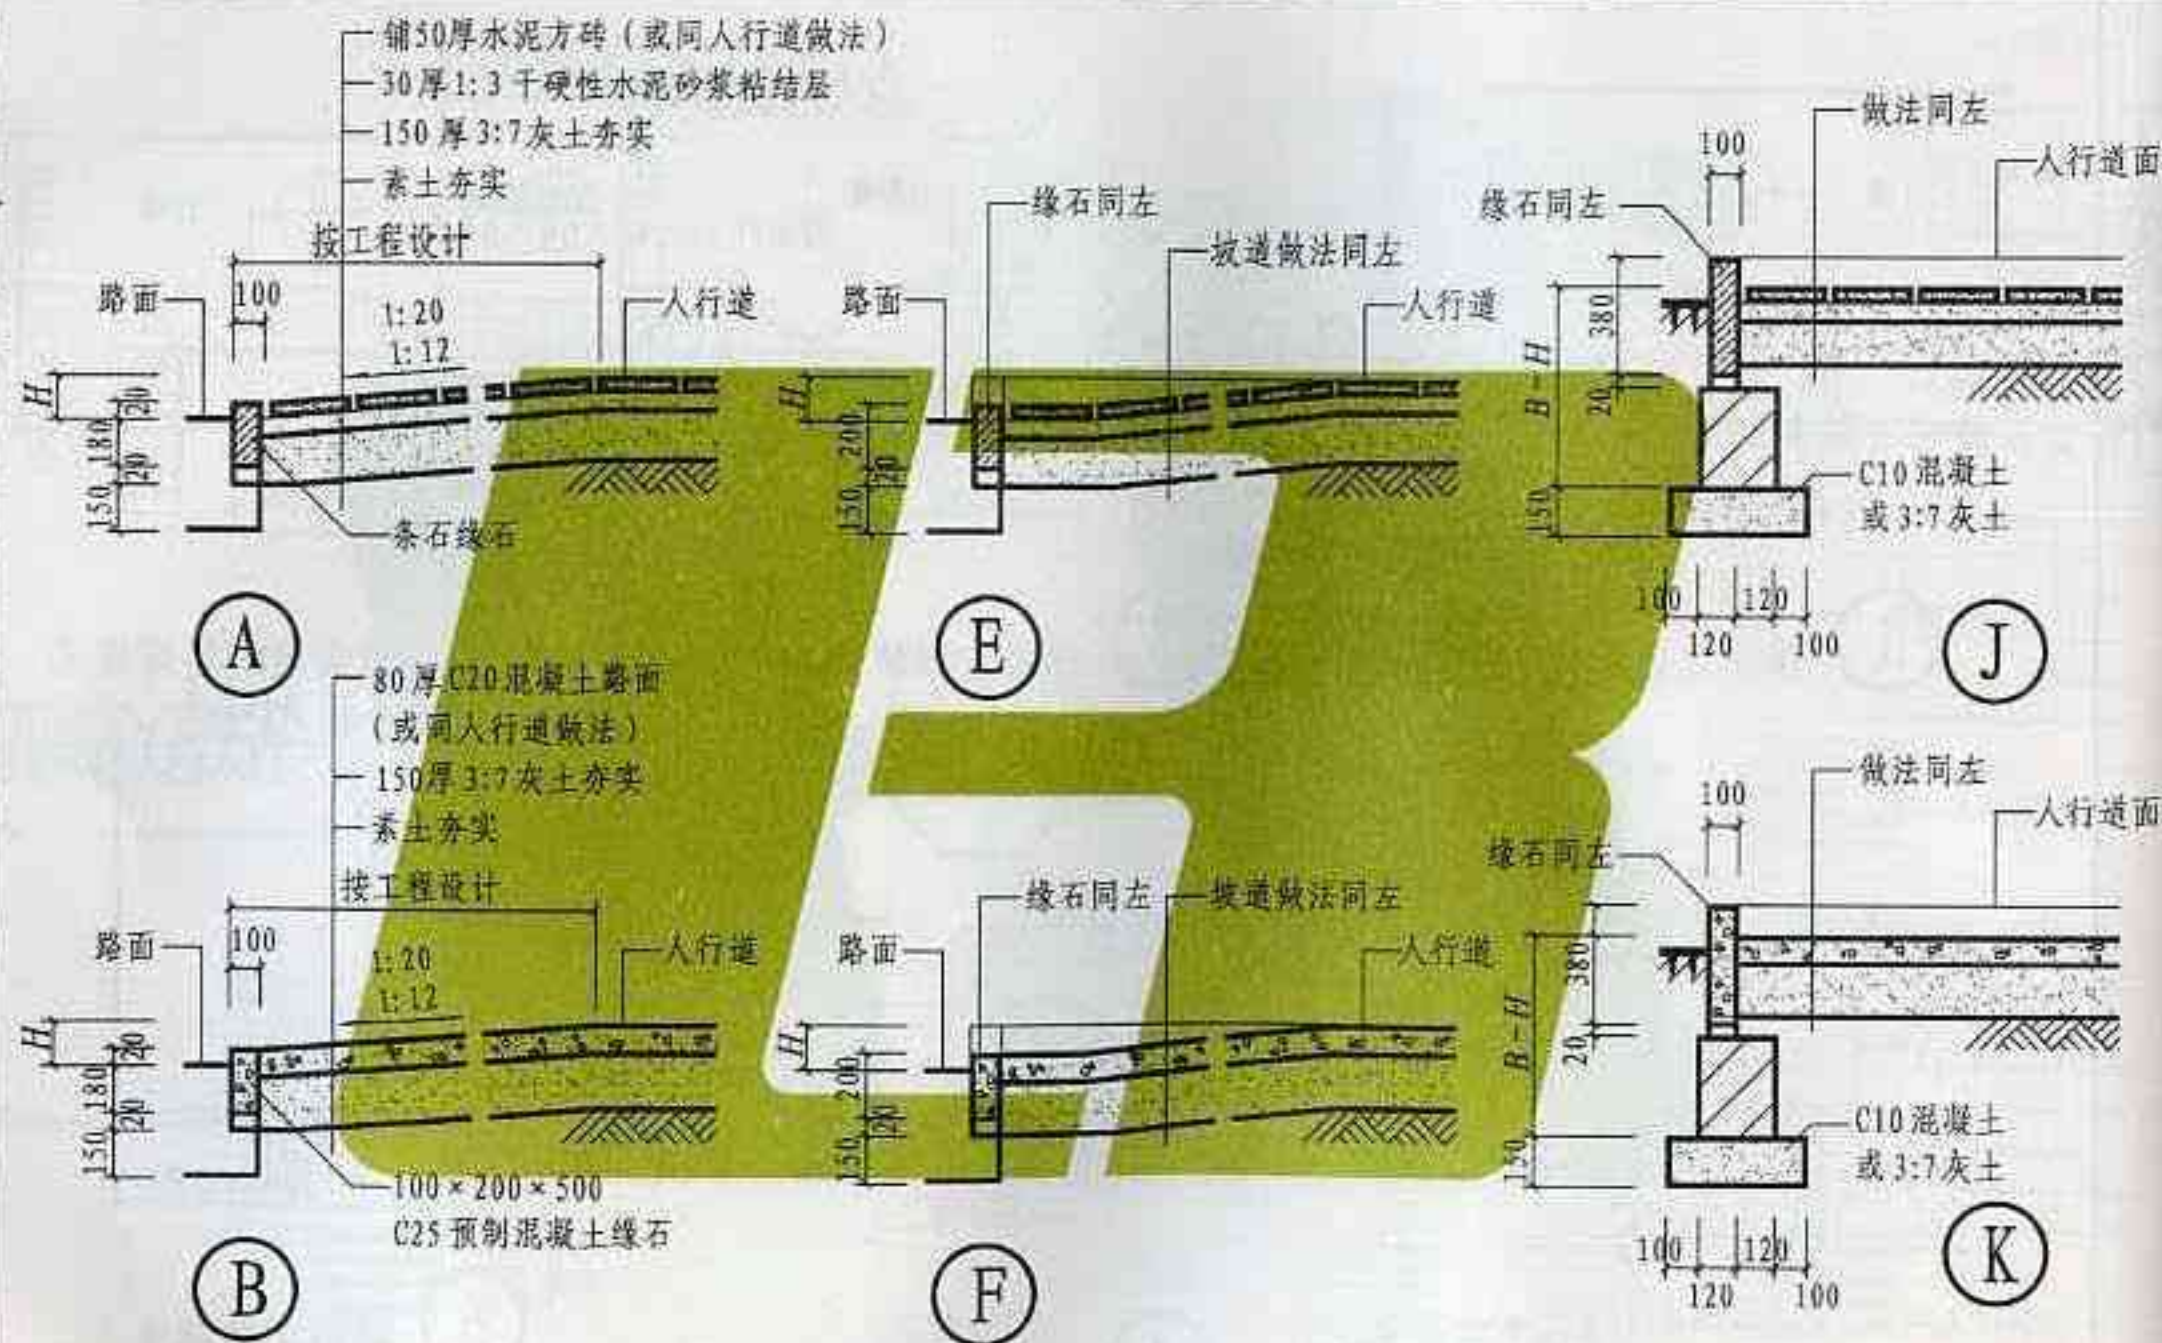 铺50厚水泥方砖（或同人行道做法）
30厚1:3干硬性水泥砂浆粘结层
150厚3:7灰土夯实
素土夯实
按工程设计
路面
100
1:20
1:12
人行道
H
20
180
20
150
条石缘石
A
缘石同左
坡道做法同左
路面
人行道
H
200
20
150
E
做法同左
100
人行道面
缘石同左
380
B-H
20
150
C10混凝土
或3:7灰土
100
120
120
100
J
80厚C20混凝土路面
（或同人行道做法）
150厚3:7灰土夯实
素土夯实
按工程设计
路面
100
1:20
1:12
人行道
H
20
180
20
150
100×200×500
C25预制混凝土缘石
B
缘石同左
坡道做法同左
路面
人行道
H
200
20
150
F
做法同左
100
人行道面
缘石同左
380
B-H
20
150
C10混凝土
或3:7灰土
100
120
120
100
K